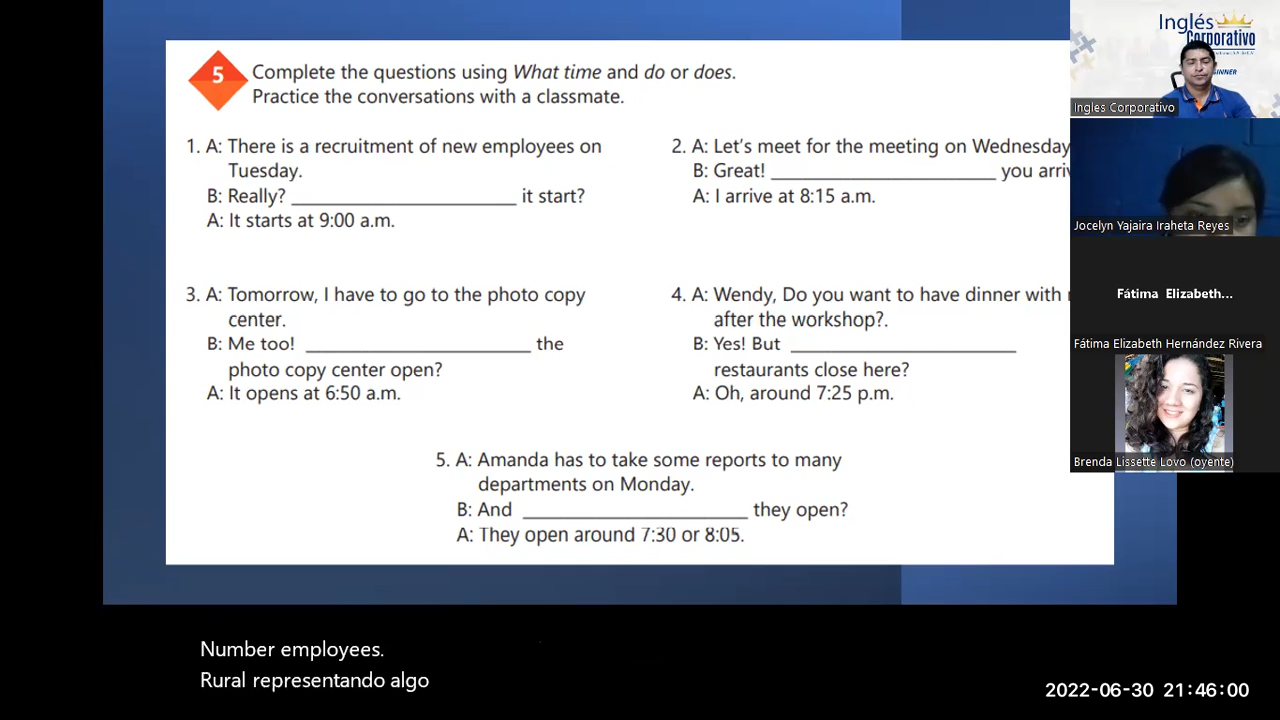 5
Complete the questions using What time and do or does.
Practice the conversations with a classmate.
1. A: There is a recruitment of new employees on
Tuesday.
B: Really? ____________________ it start?
A: It starts at 9:00 a.m.
2. A: Let's meet for the meeting on Wednesday
B: Great! ____________________ you arri
A: I arrive at 8:15 a.m.
3. A: Tomorrow, I have to go to the photo copy
center.
B: Me too! ____________________ the
photo copy center open?
A: It opens at 6:50 a.m.
4. A: Wendy, Do you want to have dinner with
after the workshop?.
B: Yes! But ____________________
restaurants close here?
A: Oh, around 7:25 p.m.
5. A: Amanda has to take some reports to many
departments on Monday.
B: And ____________________ they open?
A: They open around 7:30 or 8:05.
Inglés
Corporativo
Ingles Corporativo
Jocelyn Yajaira Iraheta Reyes
Fátima Elizabeth...
Fátima Elizabeth Hernández Rivera
Brenda Lissette Lovo (oyente)
Number employees.
Rural representando algo
2022-06-30 21:46:00